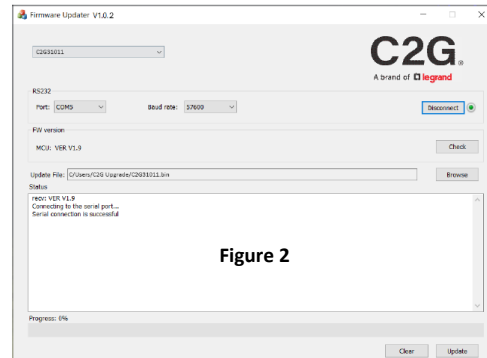 Firmware Updater V1.0.2
C2G31011
C2G®
A brand of legrand
RS232
Port: COM5 Baud rate: 57600 Disconnect
FW version
MCU: VER V1.9 Check
Update File: C/Users/C2G Upgrade/C2G31011.bin Browse
Status
recv: VER V1.9
Connecting to the serial port...
Serial connection is successful
Figure 2
Progress: 0%
Clear Update